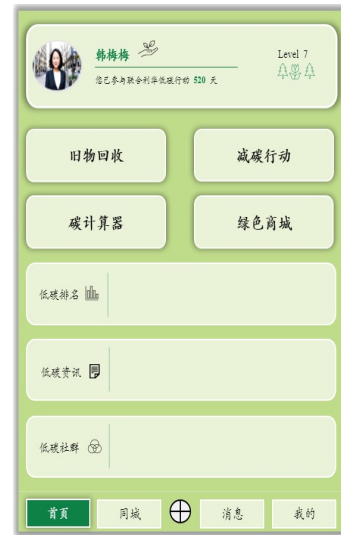 韩梅梅
Level 7
您已参与联合利华低碳行动 520 天
旧物回收
减碳行动
碳计算器
绿色商城
低碳排名
低碳资讯
低碳社群
首页
同城
消息
我的